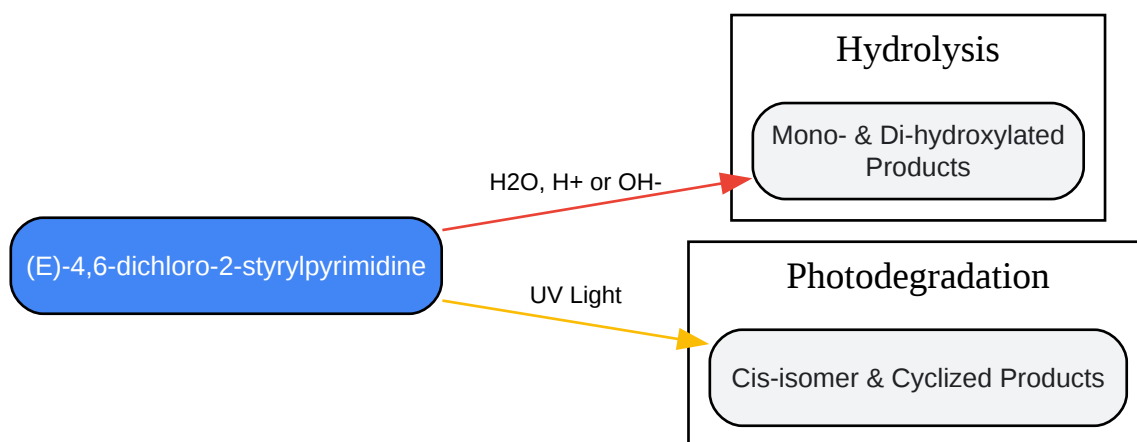 Hydrolysis
Mono- & Di-hydroxylated
Products
H2O, H+ or OH-
(E)-4,6-dichloro-2-styrylpyrimidine
UV Light
Photodegradation
Cis-isomer & Cyclized Products